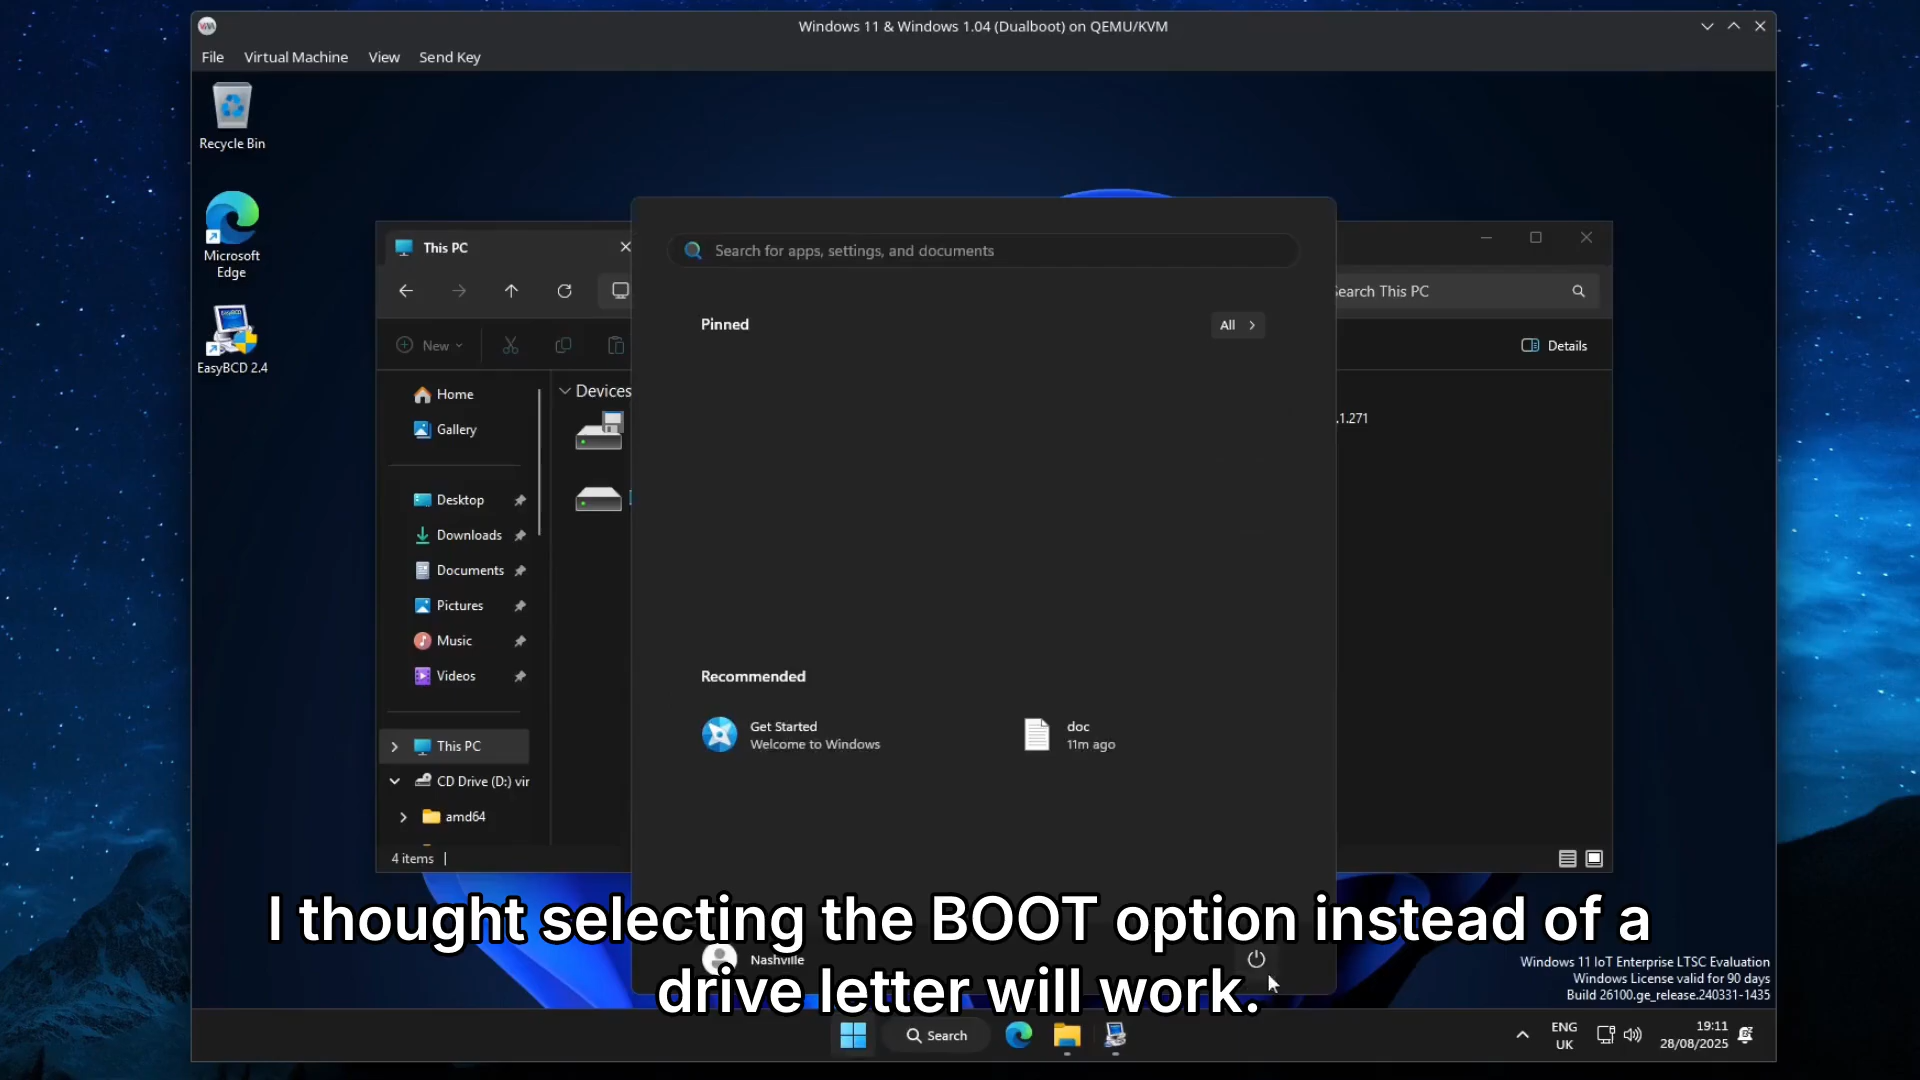 Windows 11 & Windows 1.04 (Dualboot) on QEMU/KVM
File Virtual Machine View Send Key
Recycle Bin
Microsoft
Edge
EasyBCD 2.4
This PC
Search This PC
New
Details
Home
Gallery
Desktop
Downloads
Documents
Pictures
Music
Videos
This PC
CD Drive (D:) vir
amd64
4 items
Devices
.1.271
Search for apps, settings, and documents
Pinned
All
Recommended
Get Started
Welcome to Windows
doc
11m ago
Nashville
I thought selecting the BOOT option instead of a
drive letter will work.
Windows 11 IoT Enterprise LTSC Evaluation
Windows License valid for 90 days
Build 26100.ge_release.240331-1435
Search
ENG
UK
19:11
28/08/2025